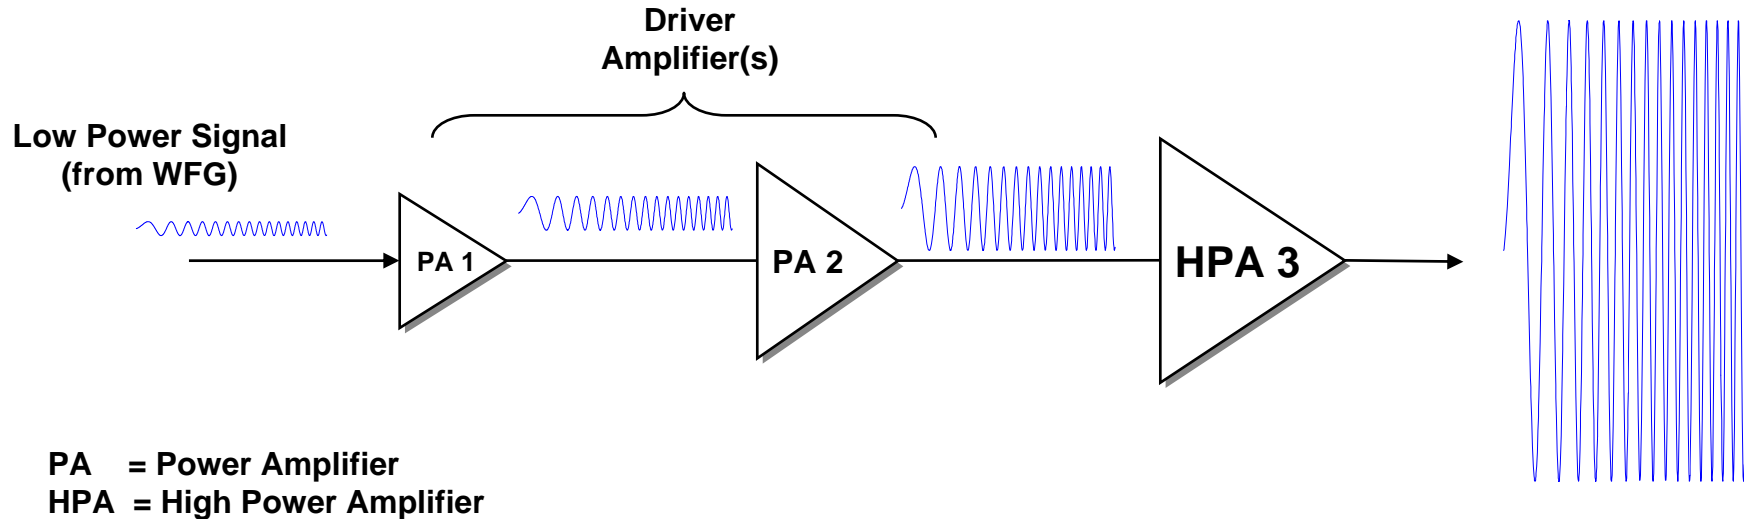 Driver
Amplifier(s)
Low Power Signal
(from WFG)
PA 1
PA 2
HPA 3
PA = Power Amplifier
HPA = High Power Amplifier